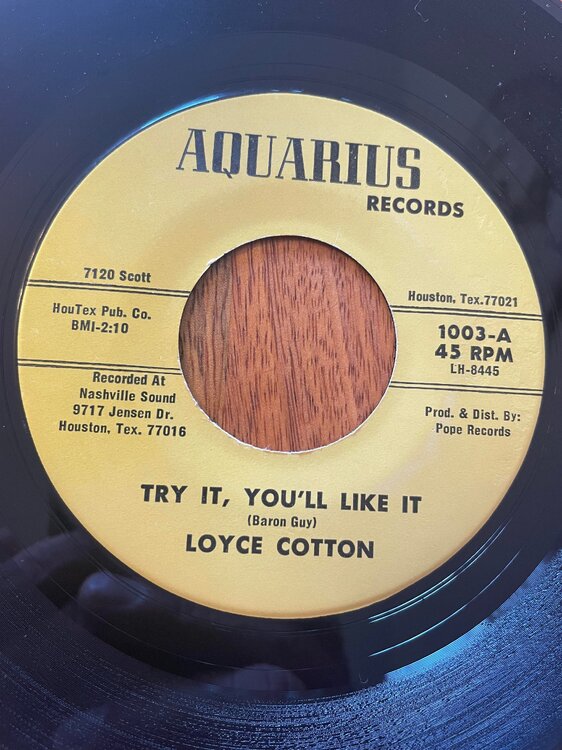 AQUARIUS
RECORDS
7120 Scott
HouTex Pub. Co.
BMI-2:10
Recorded At
Nashville Sound
9717 Jensen Dr.
Houston, Tex. 77016
Houston, Tex.77021
1003-A
45 RPM
LH-8445
Prod. & Dist. By:
Pope Records
TRY IT, YOU'LL LIKE IT
(Baron Guy)
LOYCE COTTON